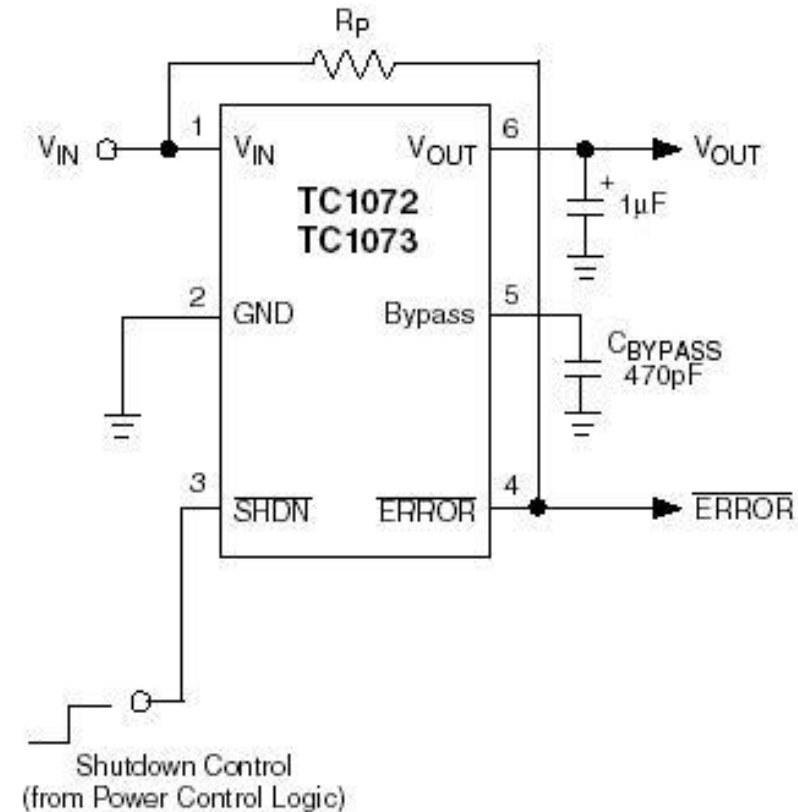 Rp
VIN
1
VIN
VOUT
6
VOUT
TC1072
TC1073
+
1µF
2
GND
Bypass
5
CBYPASS
470pF
3
SHDN
ERROR
4
ERROR
Shutdown Control
(from Power Control Logic)